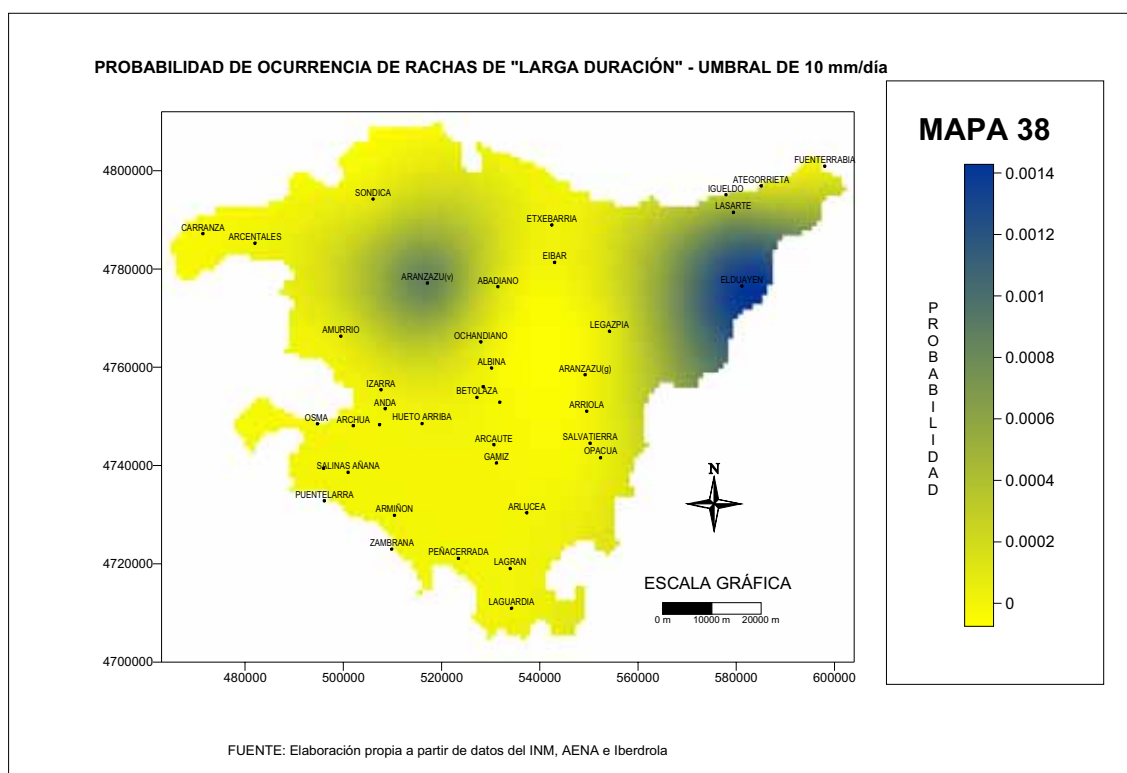 PROBABILIDAD DE OCURRENCIA DE RACHAS DE "LARGA DURACIÓN" - UMBRAL DE 10 mm/día
MAPA 38
4800000
4780000
4760000
4740000
4720000
4700000
480000
500000
520000
540000
560000
580000
600000
FUENTERRABIA
ATEGORRIETA
IGUELDO
LASARTE
SONDICA
ETXEBARRIA
CARRANZA
ARCENTALES
EIBAR
ARANZAZU(v)
ABADIANO
ELDUAYEN
AMURRIO
OCHANDIANO
LEGAZPIA
ALBINA
ARANZAZU(g)
IZARRA
BETOLAZA
ANDA
ARRIOLA
OSMA
ARCHUA
HUETO ARRIBA
ARCAUTE
SALVATIERRA
GAMIZ
OPACUA
SALINAS AÑANA
PUENTELARRA
ARMIÑON
ARLUCEA
ZAMBRANA
PEÑACERRADA
LAGRAN
LAGUARDIA
N
ESCALA GRÁFICA
0 m 10000 m 20000 m
PROBABILIDAD
0.0014
0.0012
0.001
0.0008
0.0006
0.0004
0.0002
0
FUENTE: Elaboración propia a partir de datos del INM, AENA e Iberdrola